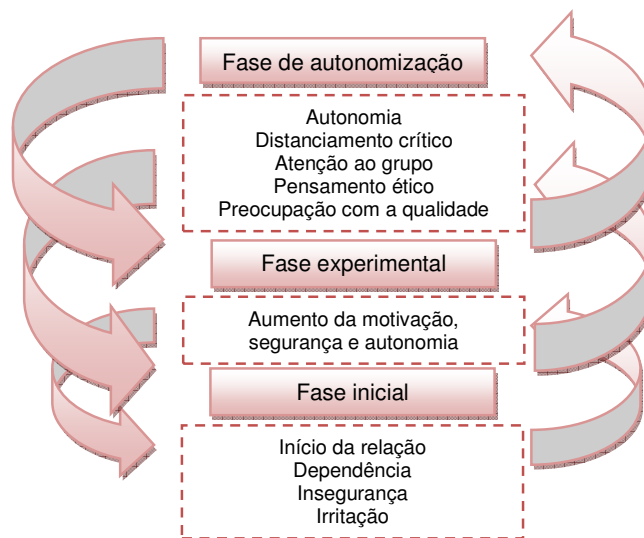 Fase de autonomização
Autonomia
Distanciamento crítico
Atenção ao grupo
Pensamento ético
Preocupação com a qualidade
Fase experimental
Aumento da motivação,
segurança e autonomia
Fase inicial
Início da relação
Dependência
Insegurança
Irritação